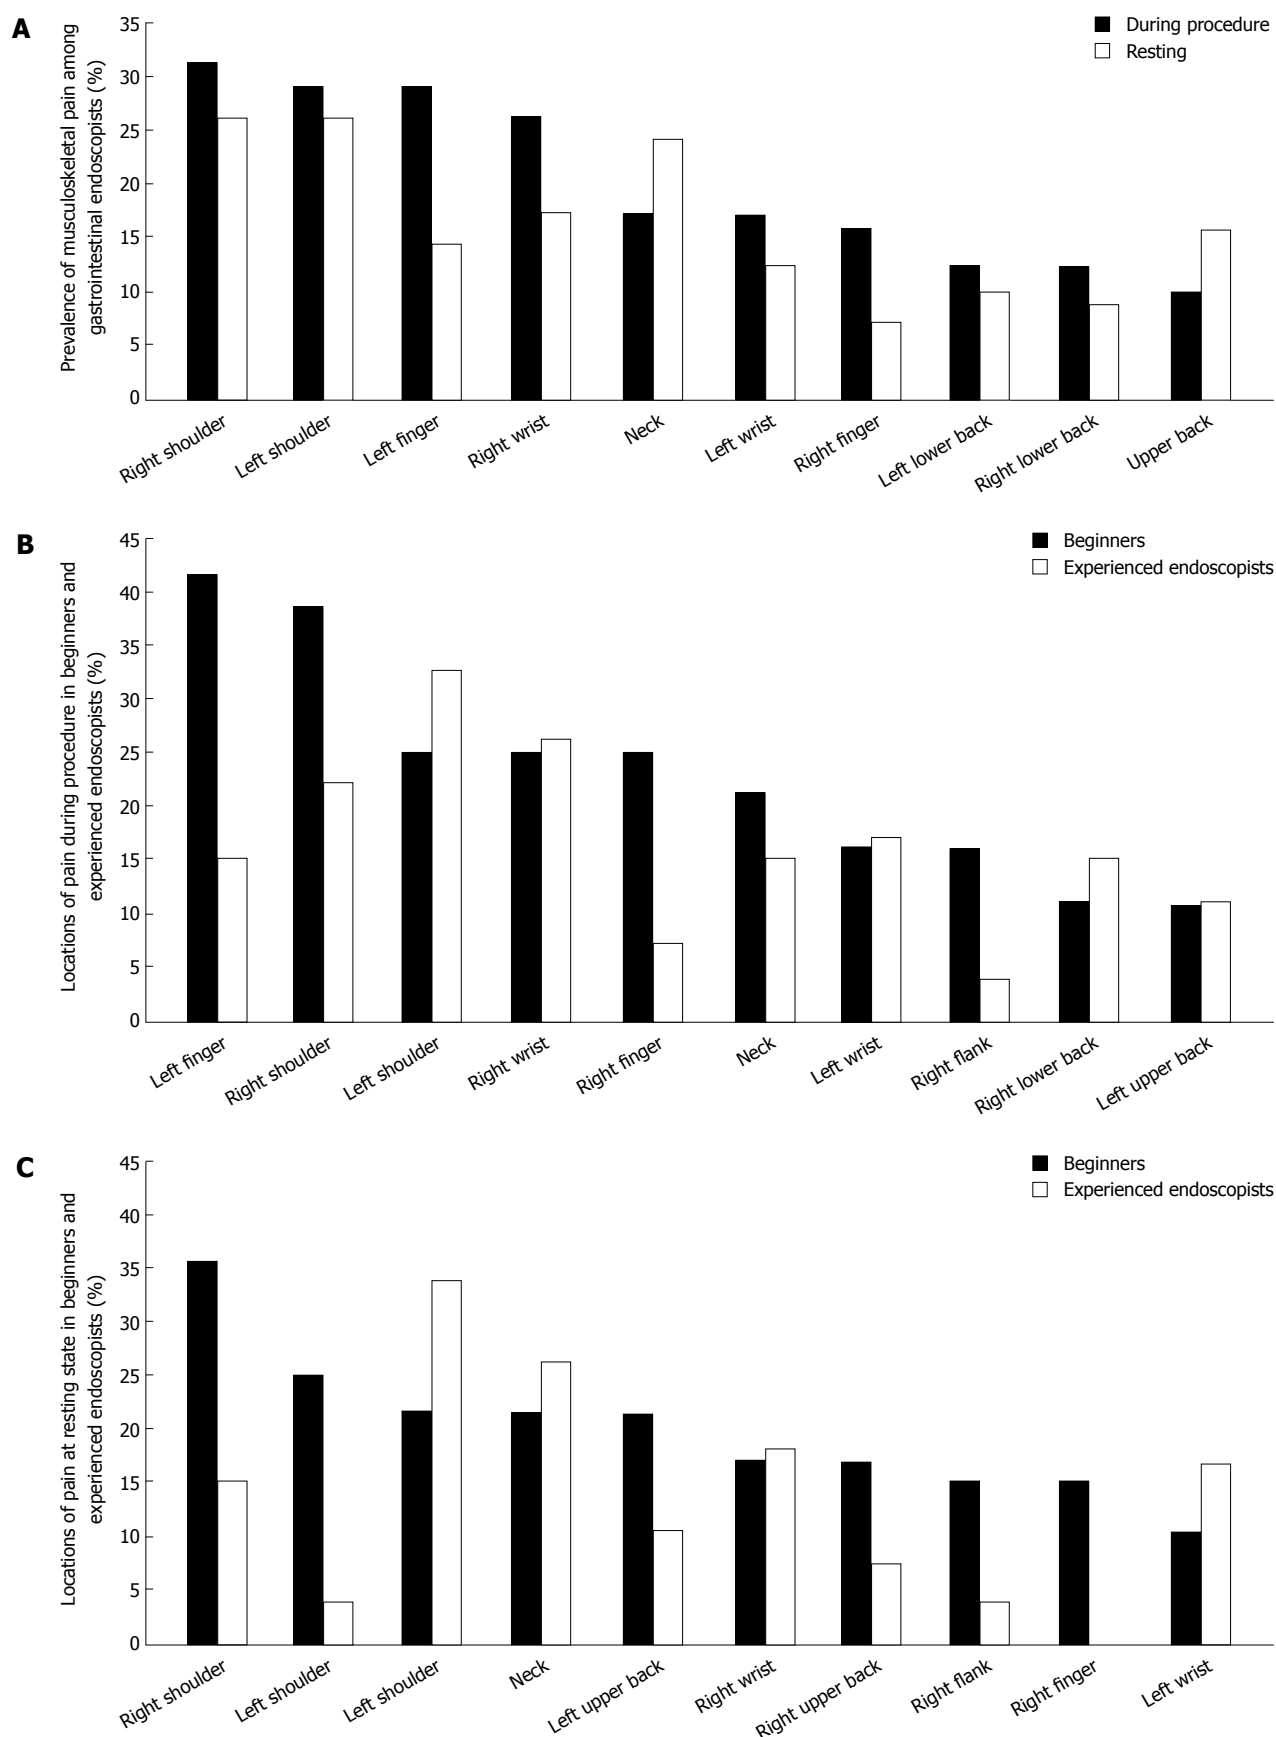 A
Prevalence of musculoskeletal pain among
gastrointestinal endoscopists (%)
35
30
25
20
15
10
5
0
During procedure
Resting
Right shoulder
Left shoulder
Left finger
Right wrist
Neck
Left wrist
Right finger
Left lower back
Right lower back
Upper back
B
Locations of pain during procedure in beginners and
experienced endoscopists (%)
45
40
35
30
25
20
15
10
5
0
Beginners
Experienced endoscopists
Left finger
Right shoulder
Left shoulder
Right wrist
Right finger
Neck
Left wrist
Right flank
Right lower back
Left upper back
C
Locations of pain at resting state in beginners and
experienced endoscopists (%)
45
40
35
30
25
20
15
10
5
0
Beginners
Experienced endoscopists
Right shoulder
Left shoulder
Left shoulder
Neck
Left upper back
Right wrist
Right upper back
Right flank
Right finger
Left wrist